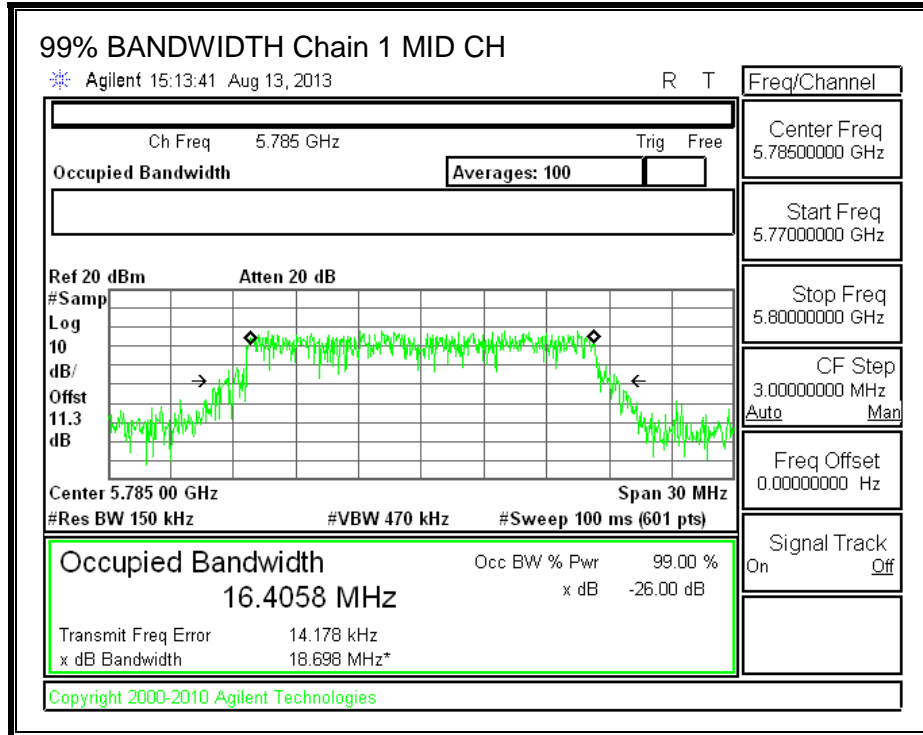 99% BANDWIDTH Chain 1 MID CH
Agilent 15:13:41 Aug 13, 2013 R T
Freq/Channel
Ch Freq 5.785 GHz Trig Free
Occupied Bandwidth Averages: 100
Ref 20 dBm Atten 20 dB
#Samp
Log
10
dB/
Offst
11.3
dB
Center 5.785 00 GHz Span 30 MHz
#Res BW 150 kHz #VBW 470 kHz #Sweep 100 ms (601 pts)
Occupied Bandwidth Occ BW % Pwr 99.00 %
16.4058 MHz x dB -26.00 dB
Transmit Freq Error 14.178 kHz
x dB Bandwidth 18.698 MHz*
Copyright 2000-2010 Agilent Technologies
Center Freq
5.78500000 GHz
Start Freq
5.77000000 GHz
Stop Freq
5.80000000 GHz
CF Step
3.00000000 MHz
Auto Man
Freq Offset
0.00000000 Hz
Signal Track
On Off